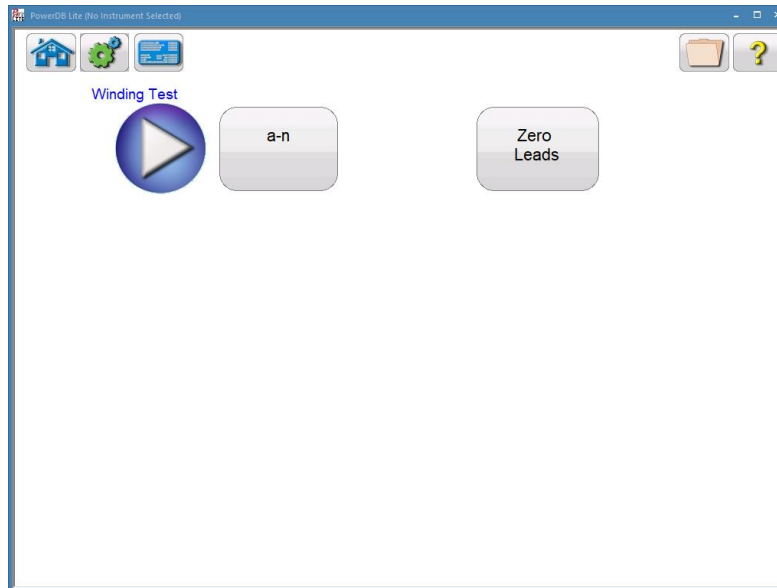 PowerDB Lite (No Instrument Selected)
?
Winding Test
a-n
Zero
Leads